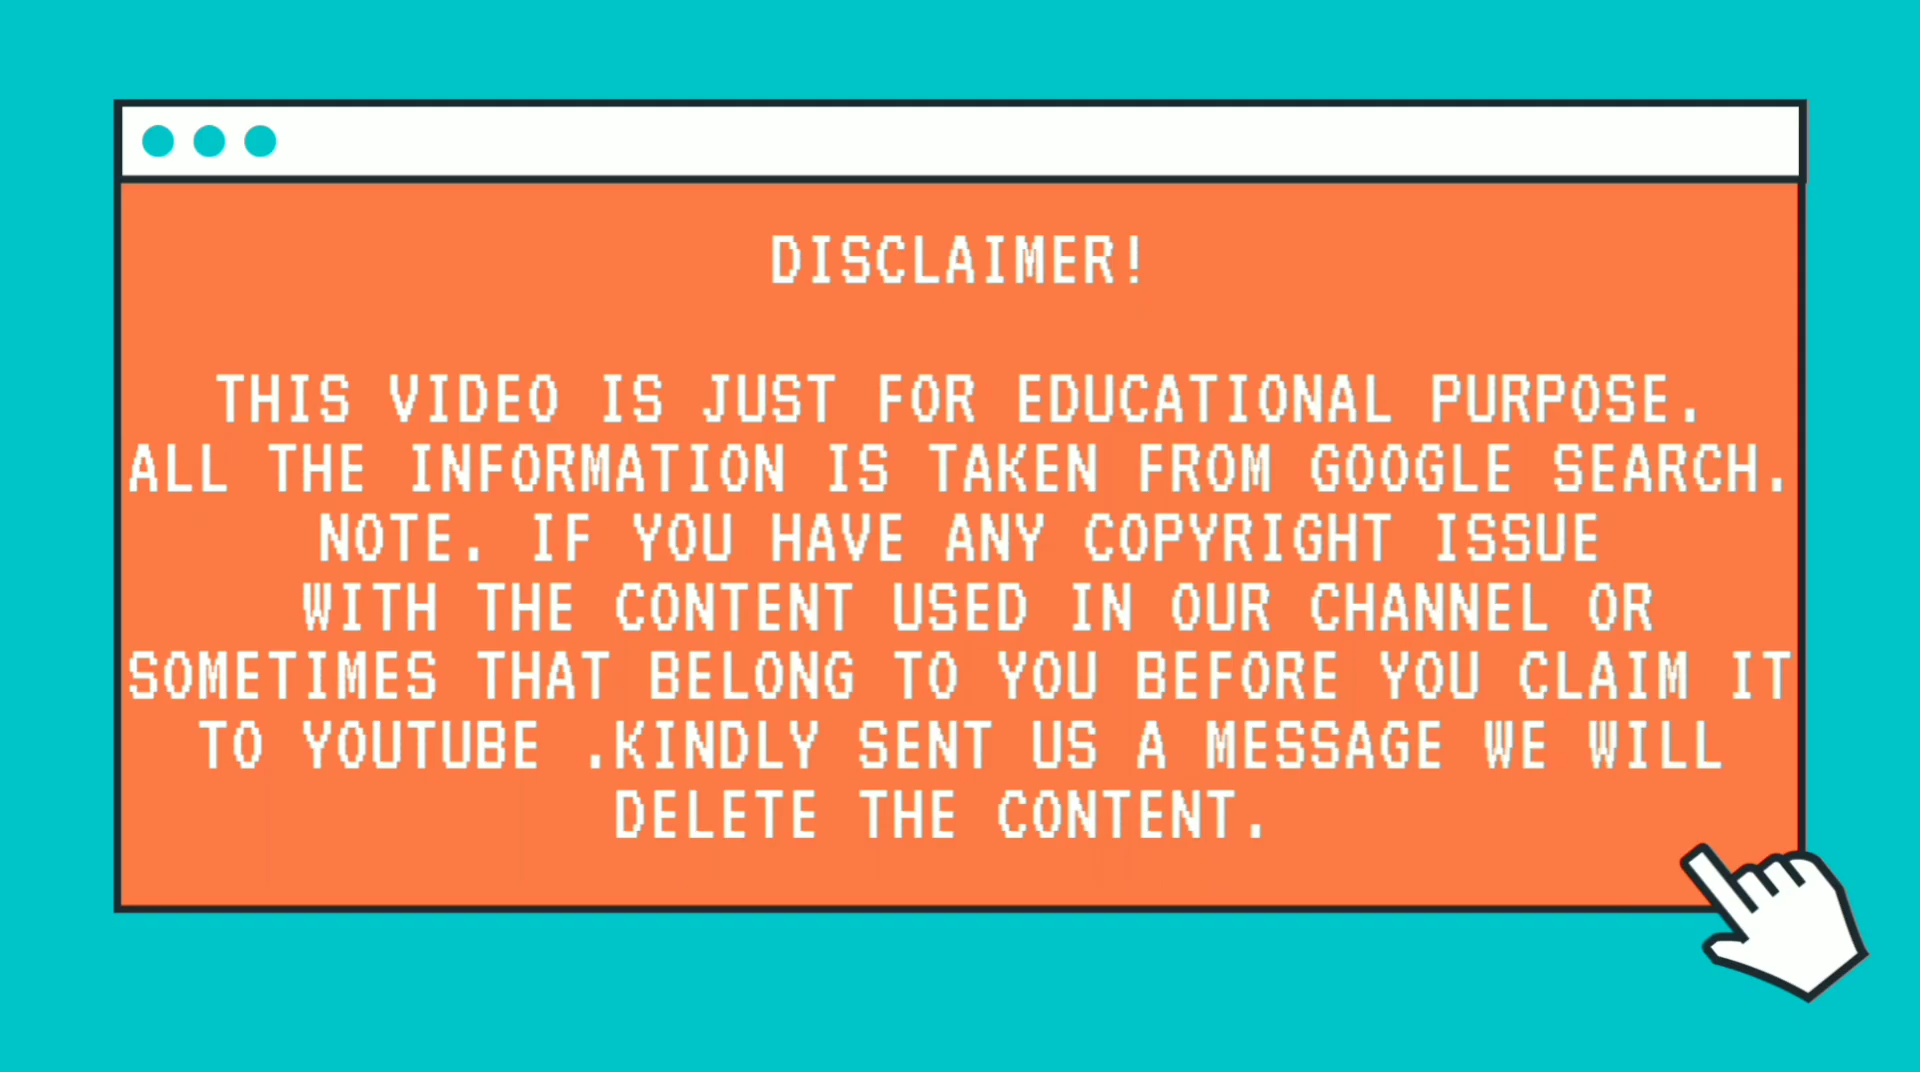 DISCLAIMER!
THIS VIDEO IS JUST FOR EDUCATIONAL PURPOSE.
ALL THE INFORMATION IS TAKEN FROM GOOGLE SEARCH.
NOTE. IF YOU HAVE ANY COPYRIGHT ISSUE
WITH THE CONTENT USED IN OUR CHANNEL OR
SOMETIMES THAT BELONG TO YOU BEFORE YOU CLAIM IT
TO YOUTUBE .KINDLY SENT US A MESSAGE WE WILL
DELETE THE CONTENT.